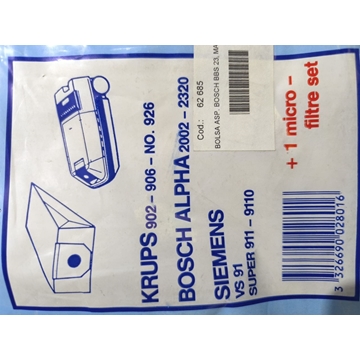 KRUPS 902-906-NO. 926
BOSCH ALPHA 2002-2320
SIEMENS
VS 91
SUPER 911-9110
Cod.: 62 685
BOLSA ASP. BOSCH BBS 23, MA
+ 1 micro-
filtre set
3 326690 028016